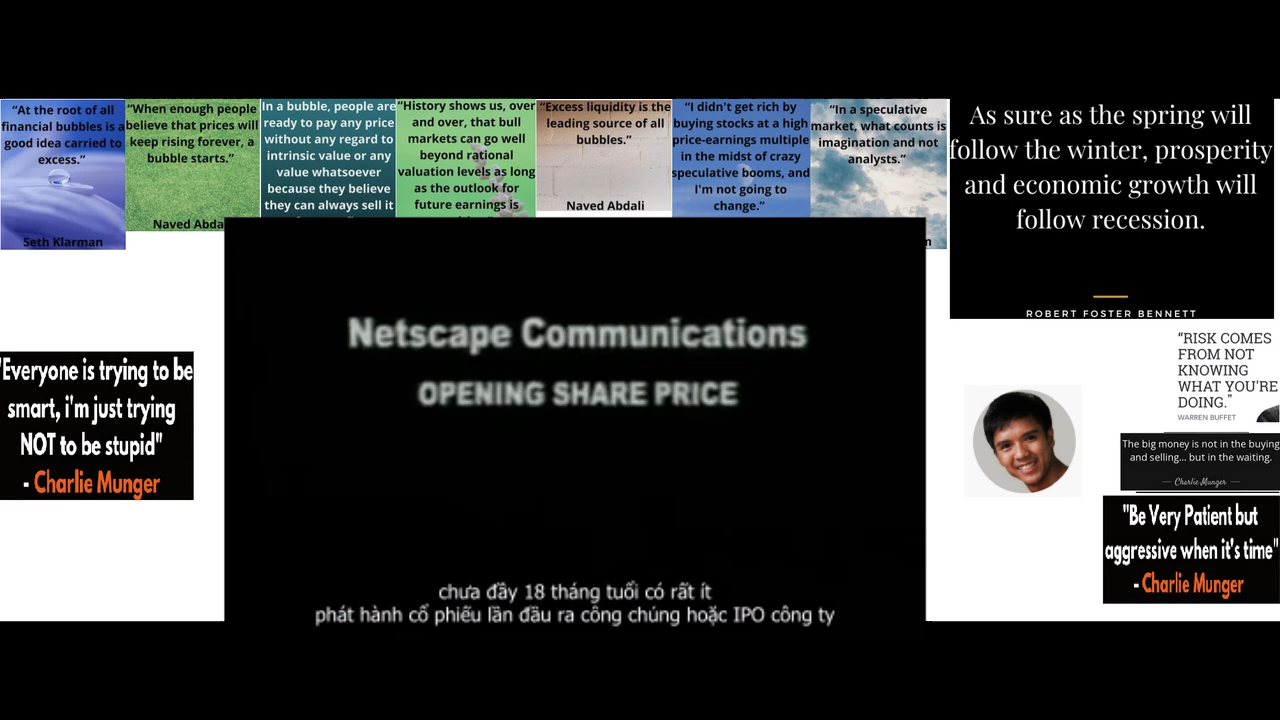 “At the root of all
financial bubbles is a
good idea carried to
excess.”
Seth Klarman
“When enough people
believe that prices will
keep rising forever, a
bubble starts.”
Naved Abda
In a bubble, people are
ready to pay any price
without any regard to
intrinsic value or any
value whatsoever
because they believe
they can always sell it
“History shows us, over
and over, that bull
markets can go well
beyond rational
valuation levels as long
as the outlook for
future earnings is
“Excess liquidity is the
leading source of all
bubbles.”
Naved Abdali
“I didn't get rich by
buying stocks at a high
price-earnings multiple
in the midst of crazy
speculative booms, and
I'm not going to
change.”
“In a speculative
market, what counts is
imagination and not
analysts.”
As sure as the spring will
follow the winter, prosperity
and economic growth will
follow recession.
ROBERT FOSTER BENNETT
"Everyone is trying to be
smart, i'm just trying
NOT to be stupid"
- Charlie Munger
Netscape Communications
OPENING SHARE PRICE
chưa đầy 18 tháng tuổi có rất ít
phát hành cổ phiếu lần đầu ra công chúng hoặc IPO công ty
“RISK COMES
FROM NOT
KNOWING
WHAT YOU'RE
DOING.”
WARREN BUFFET
The big money is not in the buying
and selling... but in the waiting.
— Charlie Munger —
"Be Very Patient but
aggressive when it's time"
- Charlie Munger